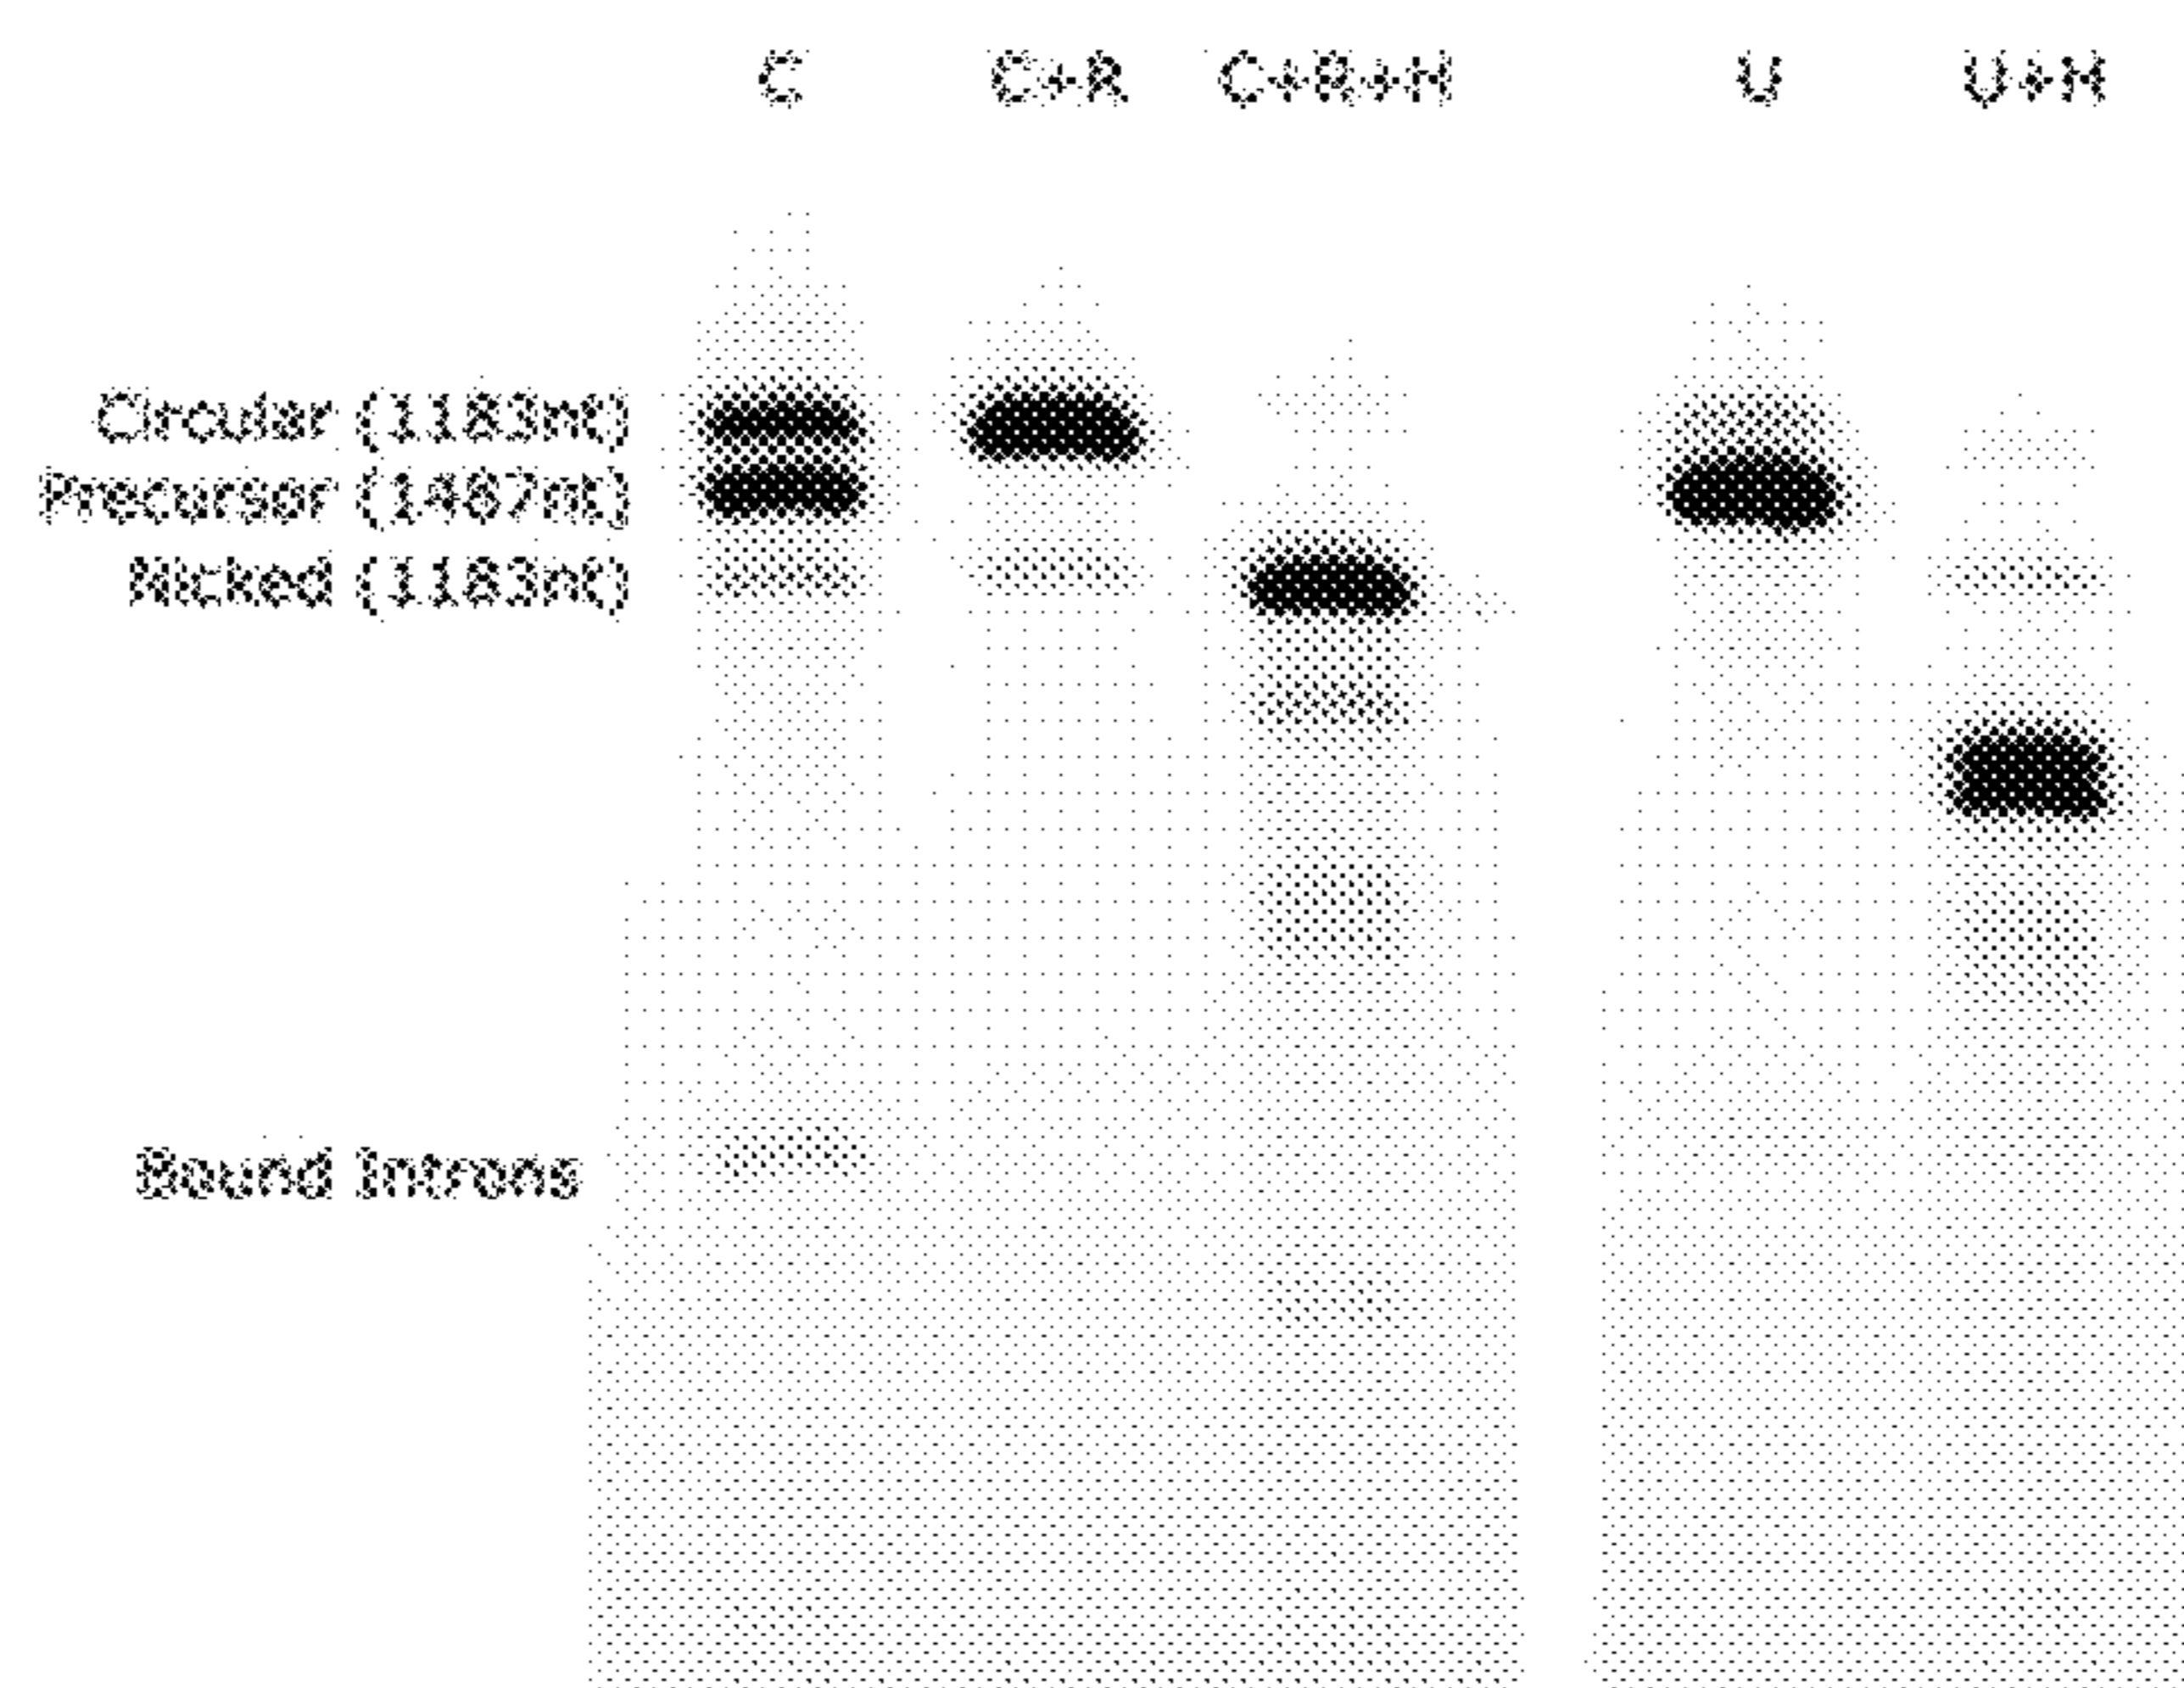 C C+R C+R+H U U+H
Circular (1183nt)
Precursor (1467nt)
Nicked (1183nt)
Bound Introns